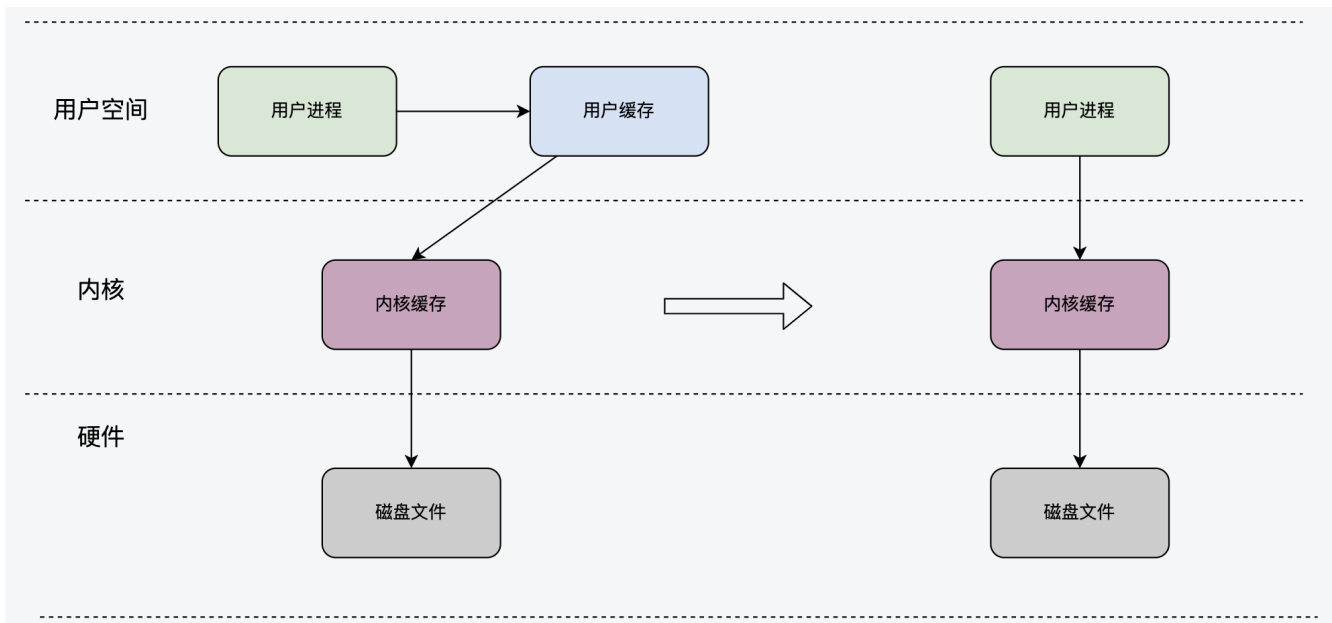 用户空间
用户进程
用户缓存
用户进程
内核
内核缓存
内核缓存
硬件
磁盘文件
磁盘文件